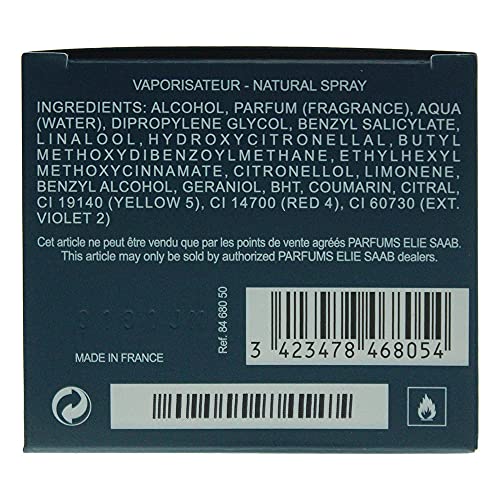 VAPORISATEUR - NATURAL SPRAY
INGREDIENTS: ALCOHOL, PARFUM (FRAGRANCE), AQUA
(WATER), DIPROPYLENE GLYCOL, BENZYL SALICYLATE,
LINALOOL, HYDROXYCITRONELLAL, BUTYL
METHOXYDIBENZOYLMETHANE, ETHYLHEXYL
METHOXYCINNAMATE, CITRONELLOL, LIMONENE,
BENZYL ALCOHOL, GERANIOL, BHT, COUMARIN, CITRAL,
CI 19140 (YELLOW 5), CI 14700 (RED 4), CI 60730 (EXT.
VIOLET 2)
Cet article ne peut être vendu que par les points de vente agréés PARFUMS ELIE SAAB.
This article may only be sold by authorized PARFUMS ELIE SAAB dealers.
Ref. 84 680 50
3 423478 468054
MADE IN FRANCE